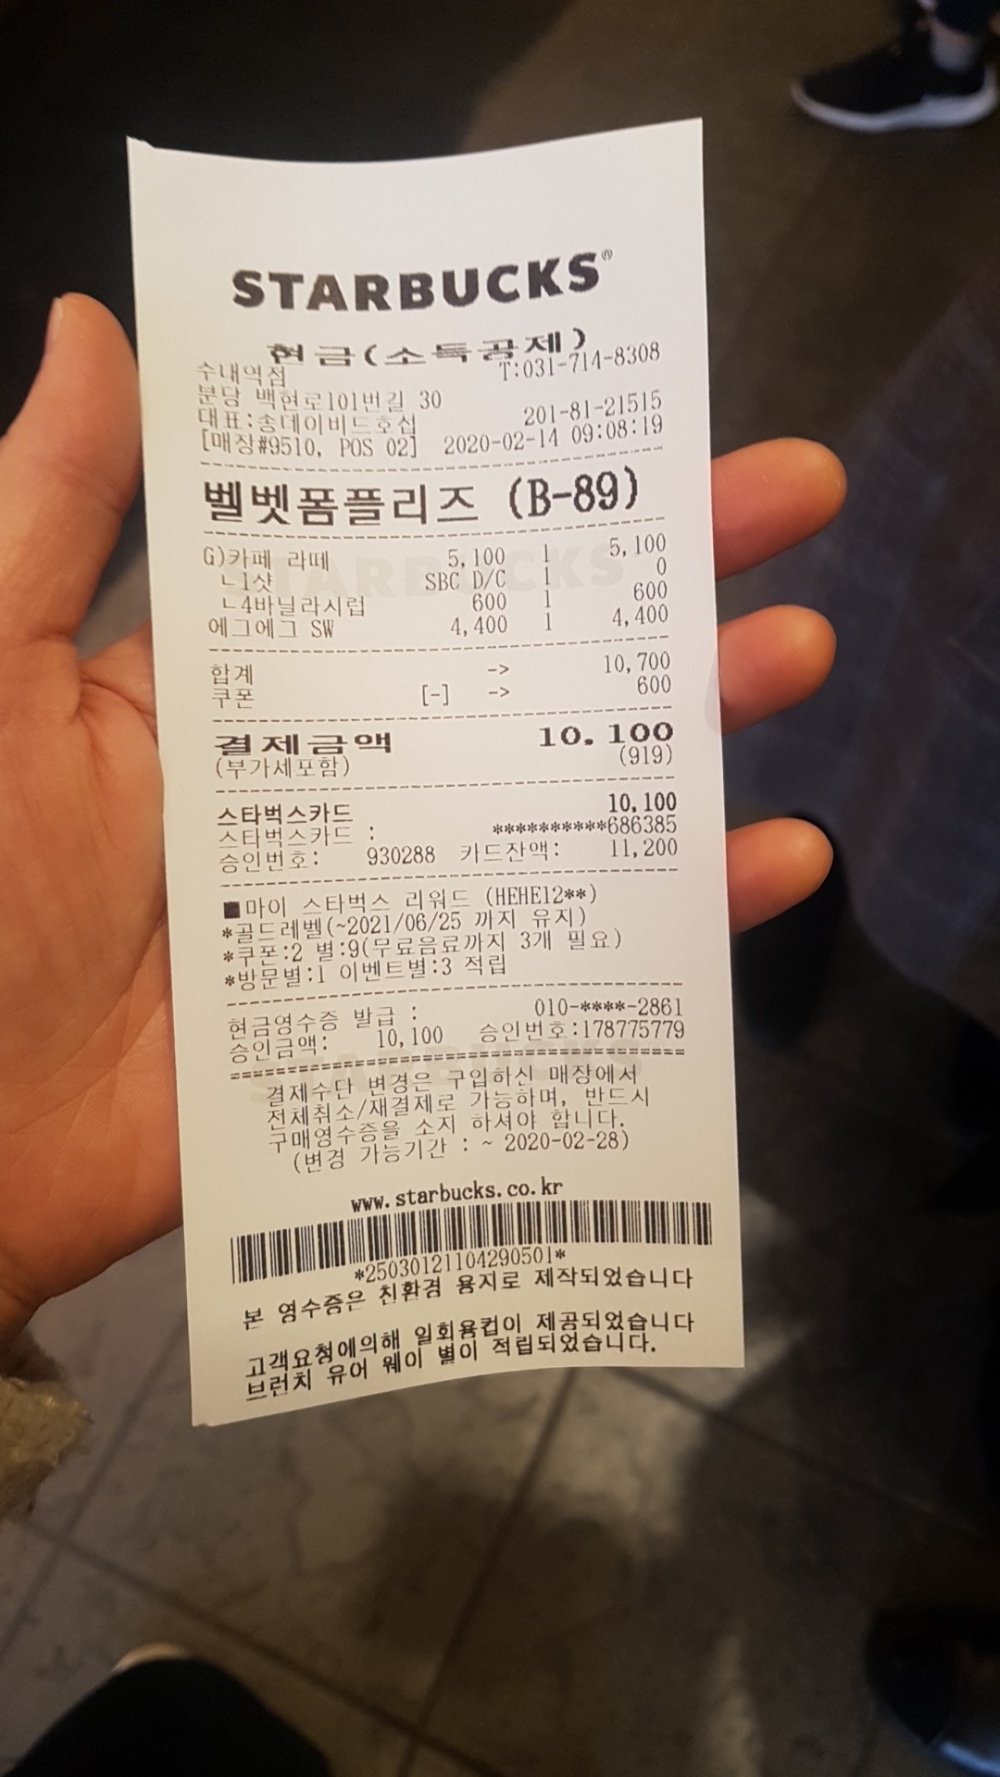 STARBUCKS®
현금(소득공제)
수내역점 T:031-714-8308
분당 백현로101번길 30
대표:송데이비드호섭 201-81-21515
[매장#9510, POS 02] 2020-02-14 09:08:19
벨벳폼플리즈 (B-89)
G)카페 라떼 5,100 1 5,100
ㄴ1샷 SBC D/C 1 0
ㄴ4바닐라시럽 600 1 600
에그에그 SW 4,400 1 4,400
합계 -> 10,700
쿠폰 [-] -> 600
결제금액 10.100
(부가세포함) (919)
스타벅스카드 10,100
스타벅스카드 : **********686385
승인번호: 930288 카드잔액: 11,200
■마이 스타벅스 리워드 (HEHE12**)
*골드레벨(~2021/06/25 까지 유지)
*쿠폰:2 별:9(무료음료까지 3개 필요)
*방문별:1 이벤트별:3 적립
현금영수증 발급 : 010-****-2861
승인금액: 10,100 승인번호:178775779
결제수단 변경은 구입하신 매장에서
전체취소/재결제로 가능하며, 반드시
구매영수증을 소지 하셔야 합니다.
(변경 가능기간 : ~ 2020-02-28)
www.starbucks.co.kr
*25030121104290501*
본 영수증은 친환경 용지로 제작되었습니다
고객요청에의해 일회용컵이 제공되었습니다
브런치 유어 웨이 별이 적립되었습니다.